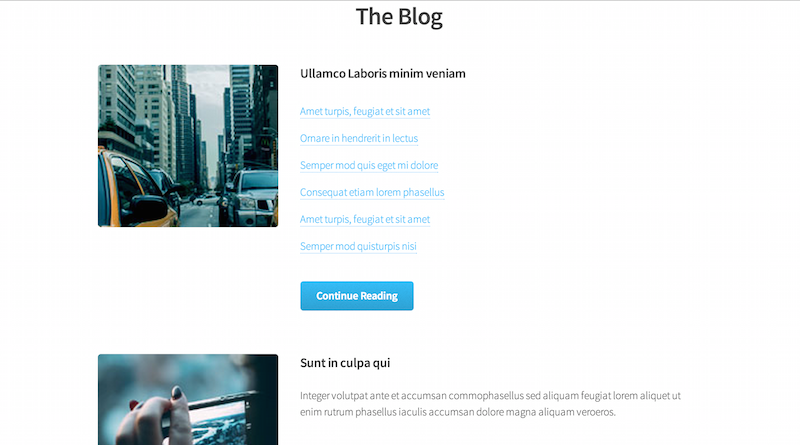 The Blog
Ullamco Laboris minim veniam
Amet turpis, feugiat et sit amet
Ornare in hendrerit in lectus
Semper mod quis eget mi dolore
Consequat etiam lorem phasellus
Amet turpis, feugiat et sit amet
Semper mod quisturpis nisi
Continue Reading
Sunt in culpa qui
Integer volutpat ante et accumsan commophasellus sed aliquam feugiat lorem aliquet ut
enim rutrum phasellus iaculis accumsan dolore magna aliquam veroeros.